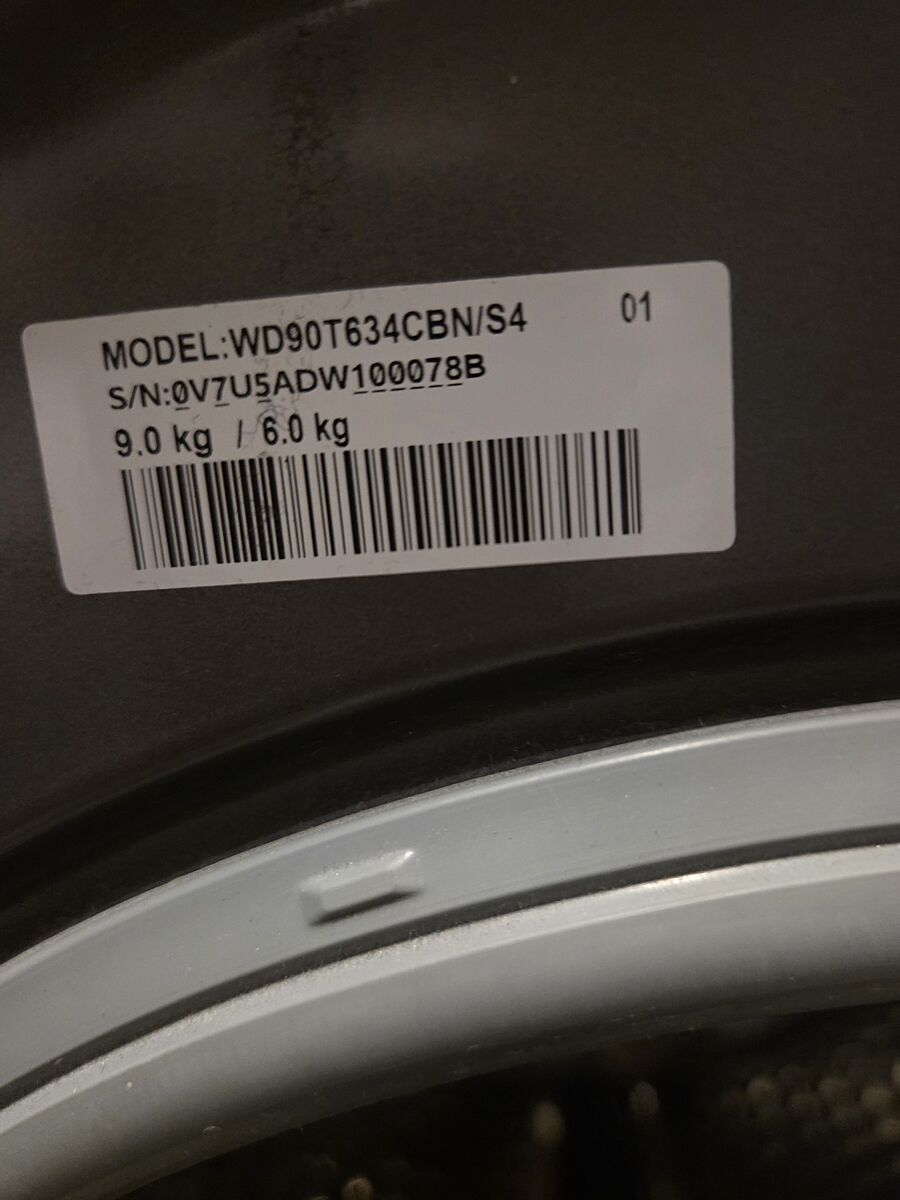 MODEL:WD90T634CBN/S4 01
S/N:0V7U5ADW100078B
9.0 kg / 6.0 kg